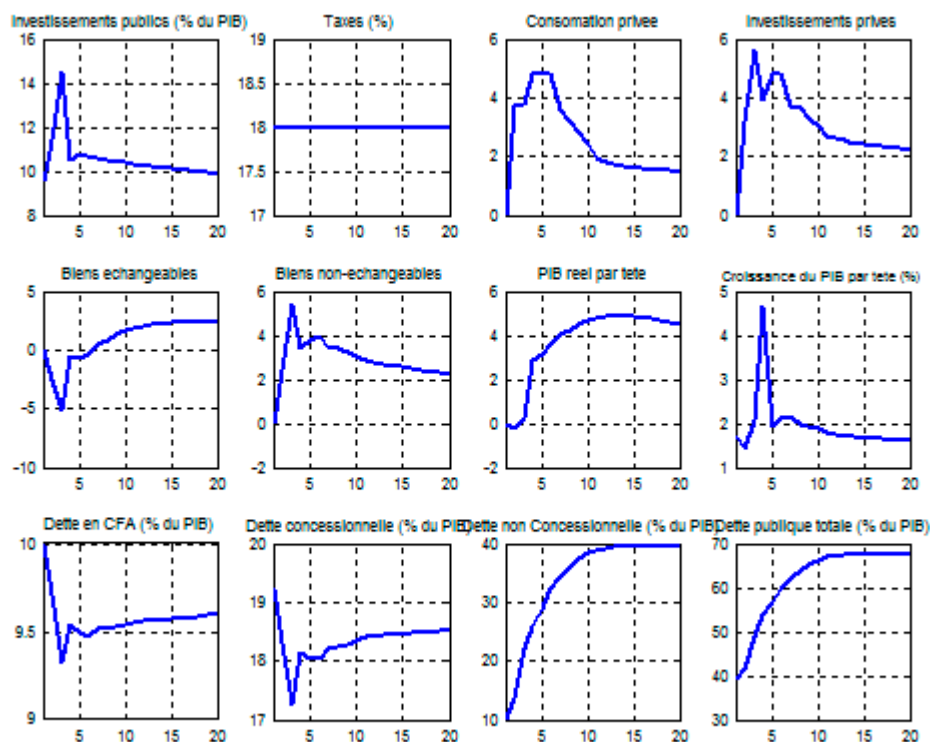 Investissements publics (% du PIB)
Taxes (%)
Consomation privee
Investissements prives
16
14
12
10
8
5 10 15 20
19
18.5
18
17.5
17
5 10 15 20
6
4
2
0
5 10 15 20
6
4
2
0
5 10 15 20
Biens echangeables
Biens non-echangeables
PIB reel par tete
Croissance du PIB par tete (%)
5
0
-5
-10
5 10 15 20
6
4
2
0
-2
5 10 15 20
6
4
2
0
-2
5 10 15 20
5
4
3
2
1
5 10 15 20
Dette en CFA (% du PIB)
Dette concessionnelle (% du PIB)
Dette non Concessionnelle (% du PIB)
Dette publique totale (% du PIB)
10
9.5
9
5 10 15 20
20
19
18
17
5 10 15 20
40
30
20
10
5 10 15 20
70
60
50
40
30
5 10 15 20